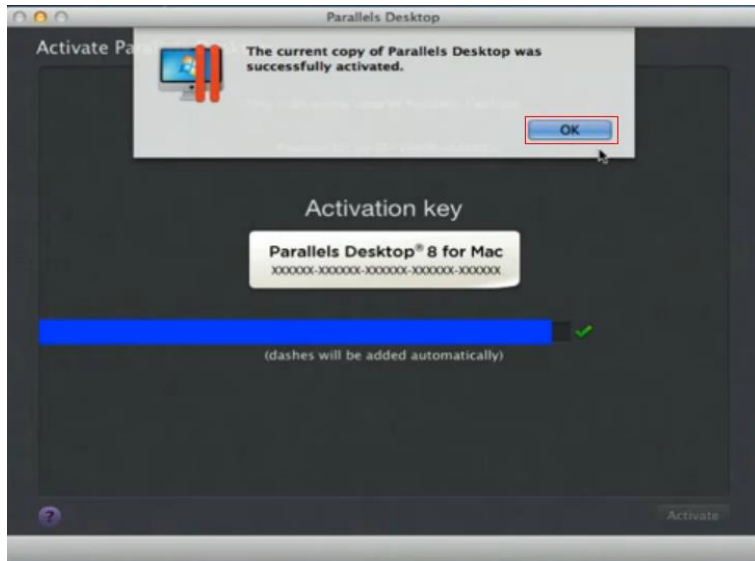 Parallels Desktop
Activate Pa
The current copy of Parallels Desktop was
successfully activated.
OK
Activation key
Parallels Desktop® 8 for Mac
XXXXXX-XXXXXX-XXXXXX-XXXXXX-XXXXXX
(dashes will be added automatically)
?
Activate